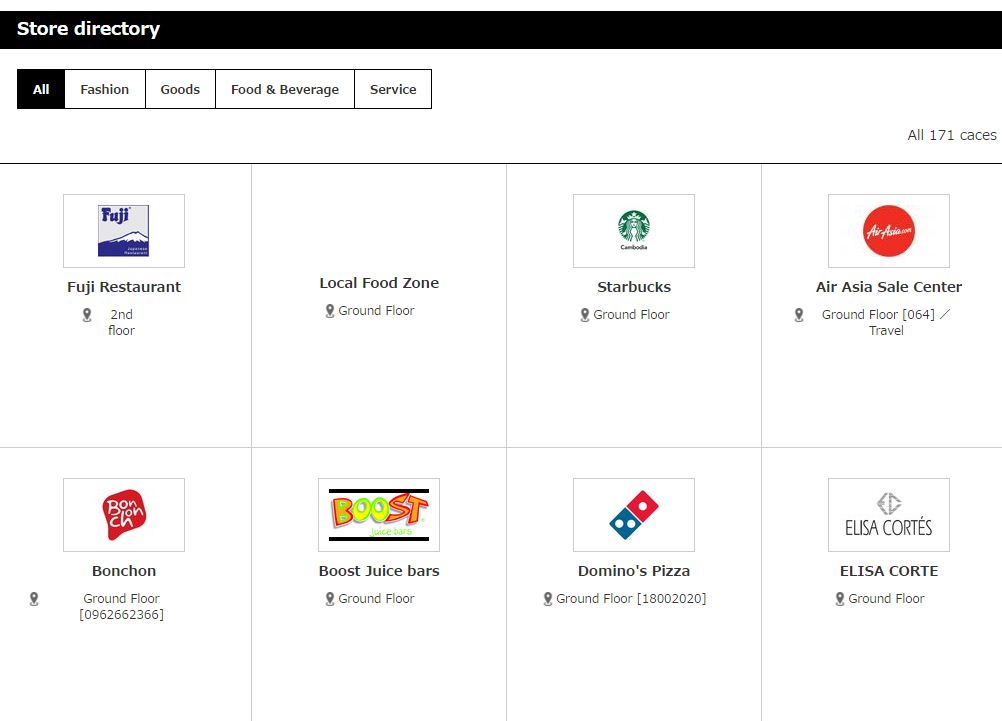 Store directory
All
Fashion
Goods
Food & Beverage
Service
All 171 caces
Fuji
Japanese
Restaurant
Fuji Restaurant
2nd
floor
Local Food Zone
Ground Floor
Cambodia
Starbucks
Ground Floor
AirAsia.com
Air Asia Sale Center
Ground Floor [064] ／
Travel
Bon
chon
Ch
Bonchon
Ground Floor
[0962662366]
BOOST
juice bars
Boost Juice bars
Ground Floor
Domino's Pizza
Ground Floor [18002020]
ELISA CORTÉS
ELISA CORTE
Ground Floor